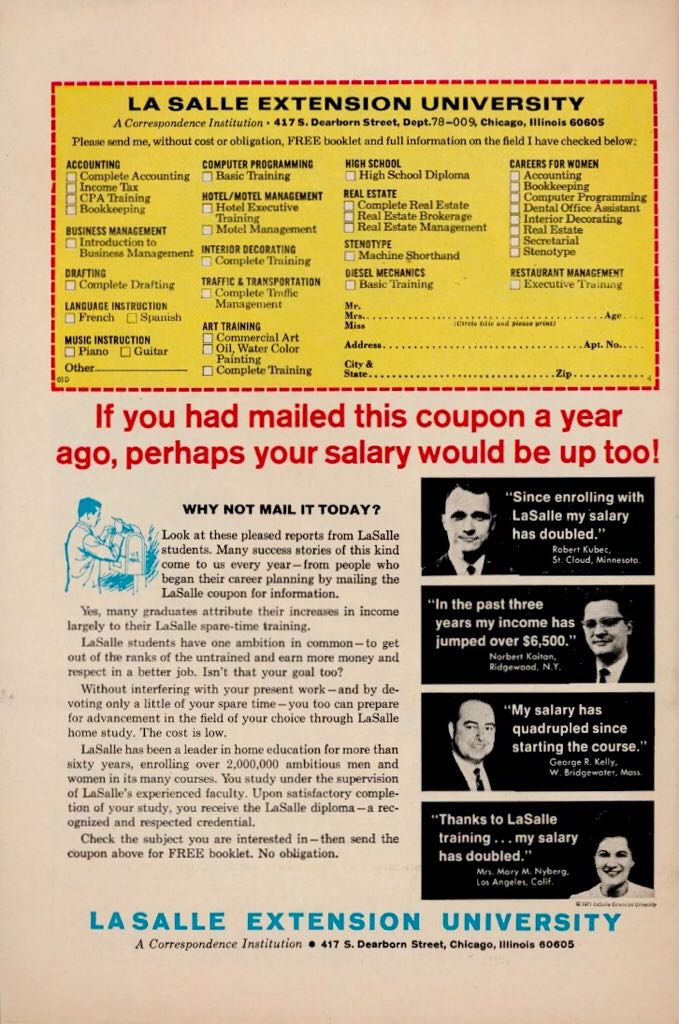 LA SALLE EXTENSION UNIVERSITY
A Correspondence Institution • 417 S. Dearborn Street, Dept.78-009, Chicago, Illinois 60605
Please send me, without cost or obligation, FREE booklet and full information on the field I have checked below:
ACCOUNTING
Complete Accounting
Income Tax
CPA Training
Bookkeeping
BUSINESS MANAGEMENT
Introduction to
Business Management
DRAFTING
Complete Drafting
LANGUAGE INSTRUCTION
French Spanish
MUSIC INSTRUCTION
Piano Guitar
Other
01D
COMPUTER PROGRAMMING
Basic Training
HOTEL/MOTEL MANAGEMENT
Hotel Executive
Training
Motel Management
INTERIOR DECORATING
Complete Training
TRAFFIC & TRANSPORTATION
Complete Traffic
Management
ART TRAINING
Commercial Art
Oil, Water Color
Painting
Complete Training
HIGH SCHOOL
High School Diploma
REAL ESTATE
Complete Real Estate
Real Estate Brokerage
Real Estate Management
STENOTYPE
Machine Shorthand
DIESEL MECHANICS
Basic Training
CAREERS FOR WOMEN
Accounting
Bookkeeping
Computer Programming
Dental Office Assistant
Interior Decorating
Real Estate
Secretarial
Stenotype
RESTAURANT MANAGEMENT
Executive Training
Mr.
Mrs. Age
Miss (Circle title and please print)
Address Apt. No.
City &
State Zip
4
If you had mailed this coupon a year
ago, perhaps your salary would be up too!
WHY NOT MAIL IT TODAY?
Look at these pleased reports from LaSalle
students. Many success stories of this kind
come to us every year—from people who
began their career planning by mailing the
LaSalle coupon for information.
Yes, many graduates attribute their increases in income
largely to their LaSalle spare-time training.
LaSalle students have one ambition in common—to get
out of the ranks of the untrained and earn more money and
respect in a better job. Isn't that your goal too?
Without interfering with your present work—and by de-
voting only a little of your spare time—you too can prepare
for advancement in the field of your choice through LaSalle
home study. The cost is low.
LaSalle has been a leader in home education for more than
sixty years, enrolling over 2,000,000 ambitious men and
women in its many courses. You study under the supervision
of LaSalle's experienced faculty. Upon satisfactory comple-
tion of your study, you receive the LaSalle diploma—a rec-
ognized and respected credential.
Check the subject you are interested in—then send the
coupon above for FREE booklet. No obligation.
"Since enrolling with
LaSalle my salary
has doubled."
Robert Kubec,
St. Cloud, Minnesota.
"In the past three
years my income has
jumped over $6,500."
Norbert Kaitan,
Ridgewood, N.Y.
"My salary has
quadrupled since
starting the course."
George R. Kelly,
W. Bridgewater, Mass.
"Thanks to LaSalle
training...my salary
has doubled."
Mrs. Mary M. Nyberg,
Los Angeles, Calif.
© 1971 LaSalle Extension University
LA SALLE EXTENSION UNIVERSITY
A Correspondence Institution • 417 S. Dearborn Street, Chicago, Illinois 60605